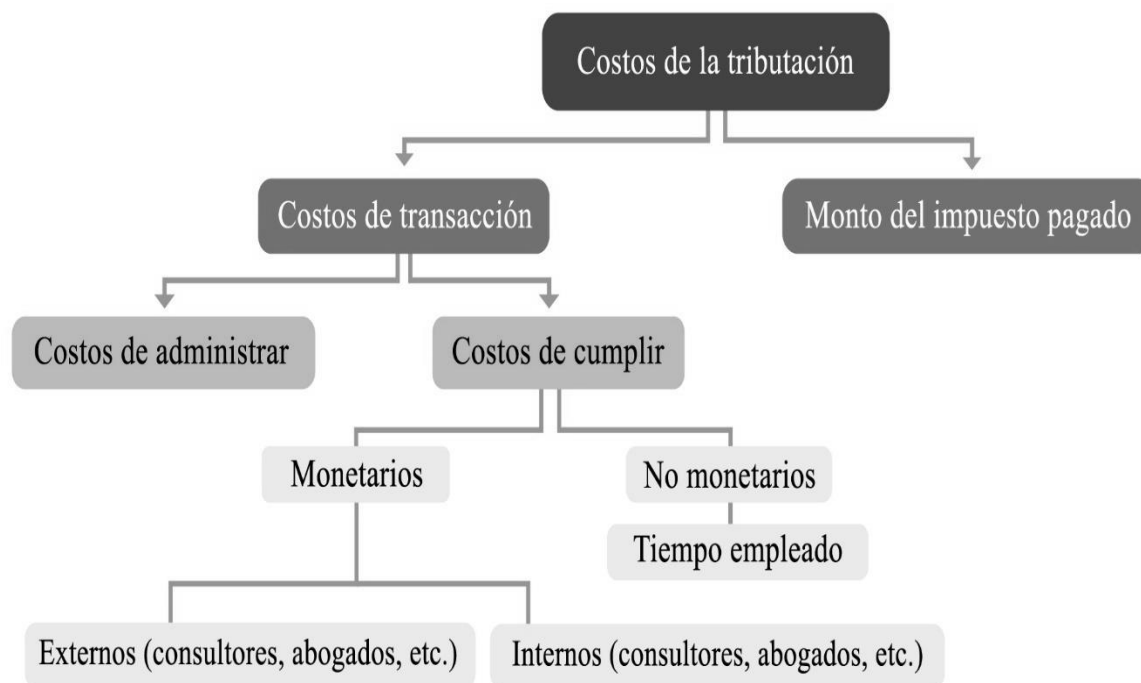 Costos de la tributación
Costos de transacción
Monto del impuesto pagado
Costos de administrar
Costos de cumplir
Monetarios
No monetarios
Tiempo empleado
Externos (consultores, abogados, etc.)
Internos (consultores, abogados, etc.)